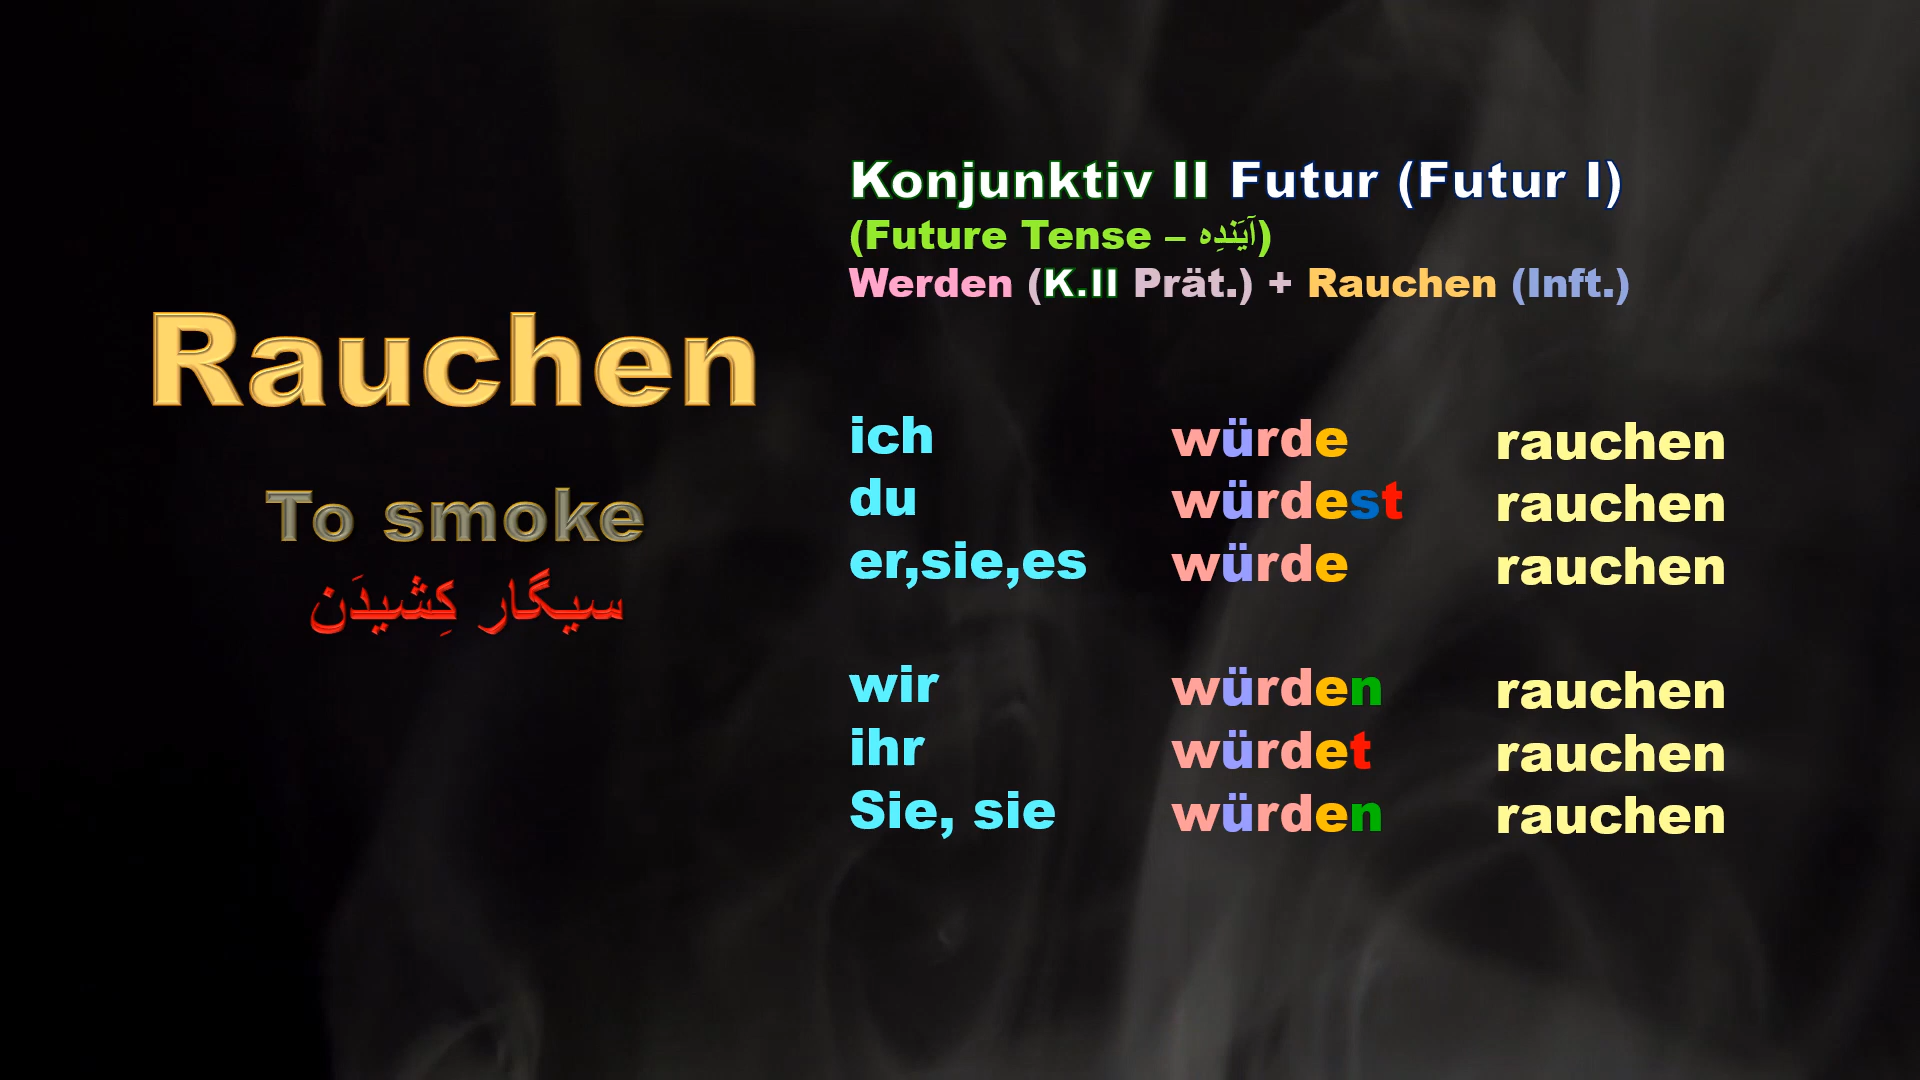 Rauchen
To smoke
سیگار کِشیدَن
Konjunktiv II Futur (Futur I)
(Future Tense – آیَندِه)
Werden (K.II Prät.) + Rauchen (Inft.)
ich würde rauchen
du würdest rauchen
er,sie,es würde rauchen
wir würden rauchen
ihr würdet rauchen
Sie, sie würden rauchen